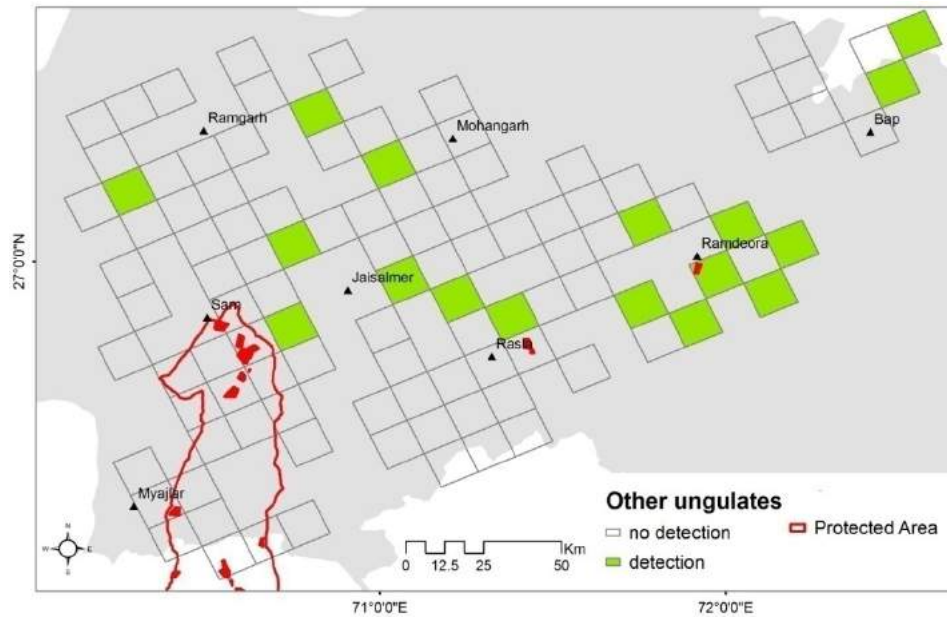 Ramgarh
Mohangarh
Bap
27°0'0"N
Ramdeora
Jaisalmer
Sam
Rasla
Myajlar
Other ungulates
no detection
detection
Protected Area
N
W
E
S
Km
0 12.5 25 50
71°0'0"E
72°0'0"E